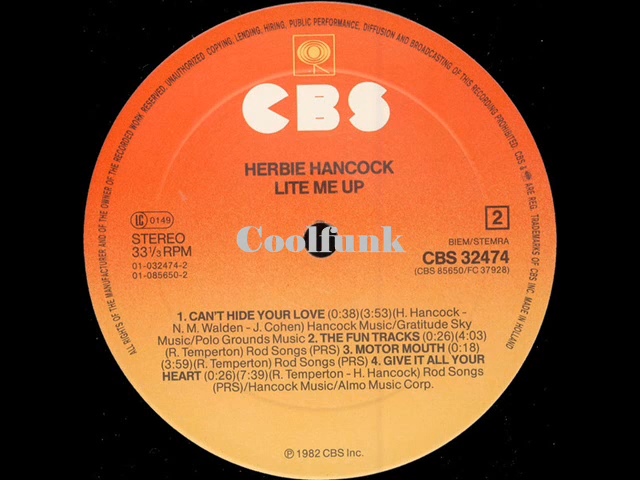 ALL RIGHTS OF THE MANUFACTURER AND OF THE OWNER OF THE RECORDED WORK RESERVED. UNAUTHORIZED COPYING, LENDING, HIRING, PUBLIC PERFORMANCE, DIFFUSION AND BROADCASTING OF THIS RECORDING PROHIBITED. CBS & ARE REG. TRADEMARKS OF CBS INC. MADE IN HOLLAND
CBS
HERBIE HANCOCK
LITE ME UP
LC 0149
STEREO
33 1/3 RPM
01-032474-2
01-085650-2
2
BIEM/STEMRA
CBS 32474
(CBS 85650/FC 37928)
Coolfunk
1. CAN'T HIDE YOUR LOVE (0:38)(3:53)(H. Hancock -
N. M. Walden - J. Cohen) Hancock Music/Gratitude Sky
Music/Polo Grounds Music 2. THE FUN TRACKS (0:26)(4:03)
(R. Temperton) Rod Songs (PRS) 3. MOTOR MOUTH (0:18)
(3:59)(R. Temperton) Rod Songs (PRS) 4. GIVE IT ALL YOUR
HEART (0:26)(7:39)(R. Temperton - H. Hancock) Rod Songs
(PRS)/Hancock Music/Almo Music Corp.
℗ 1982 CBS Inc.